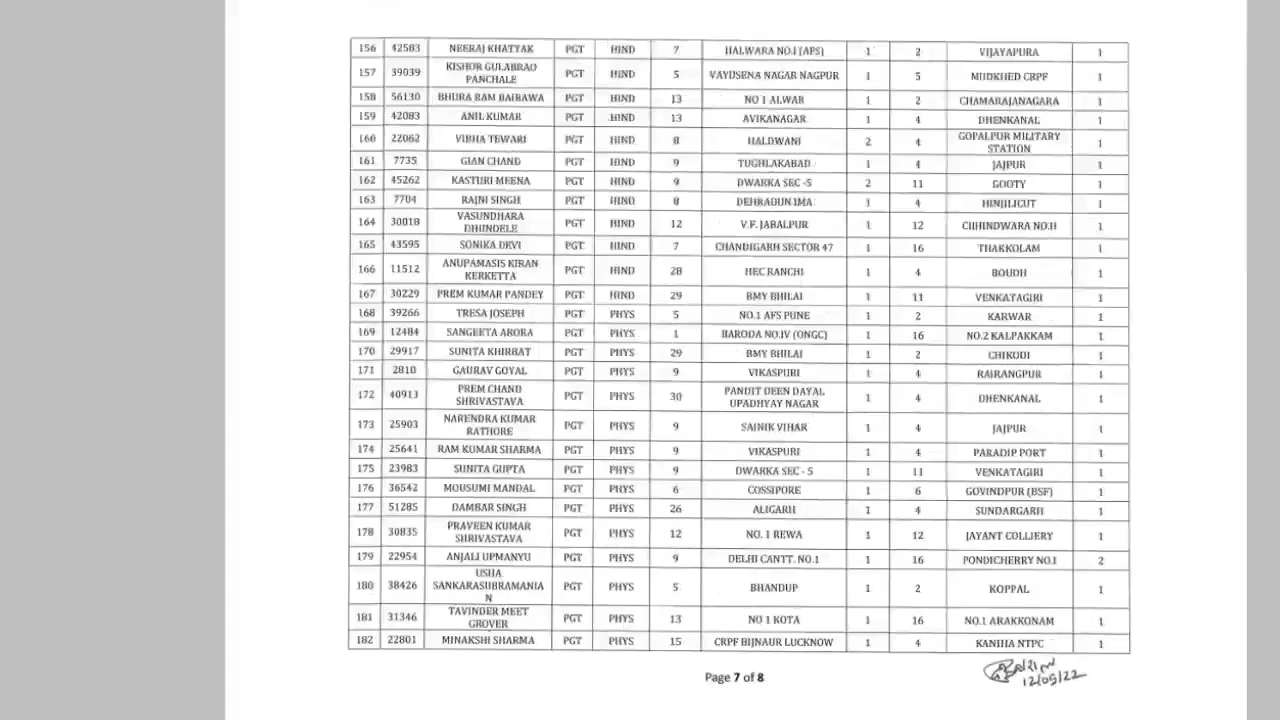 156 42583 NEERAJ KHATYAK PGT HIND 7 HALWARA NO.I (AFS) 1 2 VIJAYAPURA 1
157 39039 KISHOR GULABRAO PANCHALE PGT HIND 5 VAYUSENA NAGAR NAGPUR 1 5 MUDKHED CRPF 1
158 56130 BHURA RAM BAIRAWA PGT HIND 13 NO 1 ALWAR 1 2 CHAMARAJANAGARA 1
159 42083 ANIL KUMAR PGT HIND 13 AVIKANAGAR 1 4 DHENKANAL 1
160 22062 VIBHA TEWARI PGT HIND 8 HALDWANI 2 4 GOPALPUR MILITARY STATION 1
161 7735 GIAN CHAND PGT HIND 9 TUGHLAKABAD 1 4 JAJPUR 1
162 45262 KASTURI MEENA PGT HIND 9 DWARKA SEC -5 2 11 GOOTY 1
163 7704 RAJNI SINGH PGT HIND 8 DEHRADUN IMA 1 4 HINJILICUT 1
164 30018 VASUNDHARA DHINDELE PGT HIND 12 V.F. JABALPUR 1 12 CHHINDWARA NO.II 1
165 43595 SONIKA DEVI PGT HIND 7 CHANDIGARH SECTOR 47 1 16 THAKKOLAM 1
166 11512 ANUPAMASIS KIRAN KERKETTA PGT HIND 28 HEC RANCHI 1 4 BOUDH 1
167 30229 PREM KUMAR PANDEY PGT HIND 29 BMY BHILAI 1 11 VENKATAGIRI 1
168 39266 TRESA JOSEPH PGT PHYS 5 NO.1 AFS PUNE 1 2 KARWAR 1
169 12484 SANGEETA ARORA PGT PHYS 1 BARODA NO.IV (ONGC) 1 16 NO.2 KALPAKKAM 1
170 29917 SUNITA KHIRBAT PGT PHYS 29 BMY BHILAI 1 2 CHIKODI 1
171 2810 GAURAV GOYAL PGT PHYS 9 VIKASPURI 1 4 RAIRANGPUR 1
172 40913 PREM CHAND SHRIVASTAVA PGT PHYS 30 PANDIT DEEN DAYAL UPADHYAY NAGAR 1 4 DHENKANAL 1
173 25903 NARENDRA KUMAR RATHORE PGT PHYS 9 SAINIK VIHAR 1 4 JAJPUR 1
174 25641 RAM KUMAR SHARMA PGT PHYS 9 VIKASPURI 1 4 PARADIP PORT 1
175 23983 SUNITA GUPTA PGT PHYS 9 DWARKA SEC - 5 1 11 VENKATAGIRI 1
176 36542 MOUSUMI MANDAL PGT PHYS 6 COSSIPORE 1 6 GOVINDPUR (BSF) 1
177 51285 DAMBAR SINGH PGT PHYS 26 ALIGARH 1 4 SUNDARGARH 1
178 30835 PRAVEEN KUMAR SHRIVASTAVA PGT PHYS 12 NO. 1 REWA 1 12 JAYANT COLLIERY 1
179 22954 ANJALI UPMANYU PGT PHYS 9 DELHI CANTT. NO.1 1 16 PONDICHERRY NO.1 2
180 38426 USHA SANKARASUBRAMANIA N PGT PHYS 5 BHANDUP 1 2 KOPPAL 1
181 31346 TAVINDER MEET GROVER PGT PHYS 13 NO 1 KOTA 1 16 NO.1 ARAKKONAM 1
182 22801 MINAKSHI SHARMA PGT PHYS 15 CRPF BIJNAUR LUCKNOW 1 4 KANIHA NTPC 1
Page 7 of 8
12/09/22